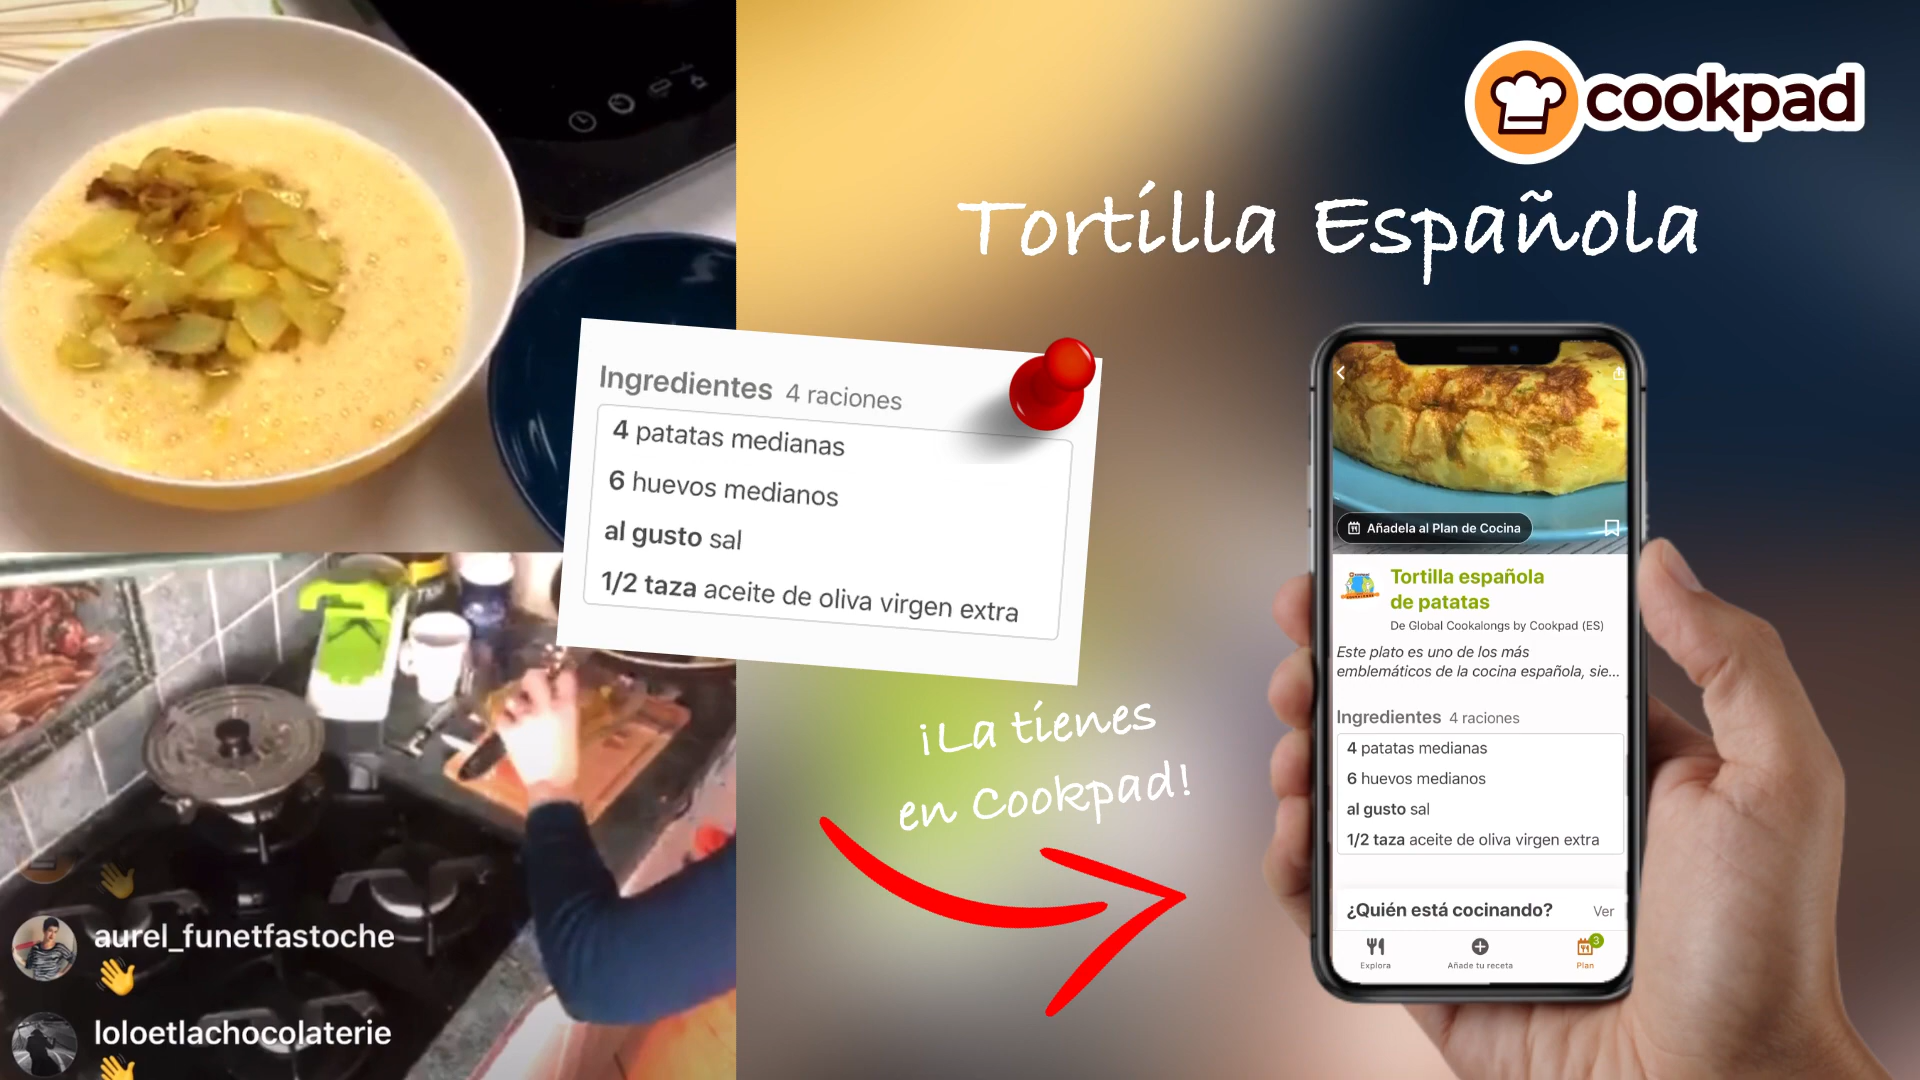 cookpad
Tortilla Española
Ingredientes 4 raciones
4 patatas medianas
6 huevos medianos
al gusto sal
1/2 taza aceite de oliva virgen extra
¡La tienes
en Cookpad!
aurel_funetfastoche
loloetlachocolaterie
Añadela al Plan de Cocina
Tortilla española
de patatas
De Global Cookalongs by Cookpad (ES)
Este plato es uno de los más
emblemáticos de la cocina española, sie...
Ingredientes 4 raciones
4 patatas medianas
6 huevos medianos
al gusto sal
1/2 taza aceite de oliva virgen extra
¿Quién está cocinando? Ver
3
Explora Añade tu receta Plan